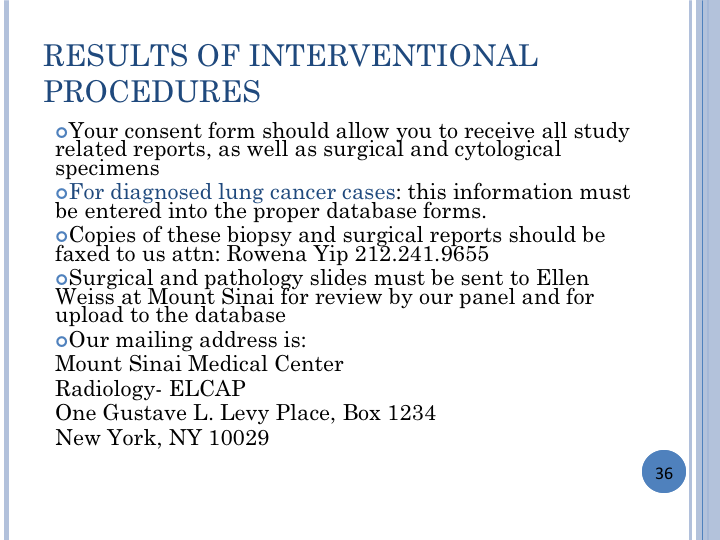 RESULTS OF INTERVENTIONAL
PROCEDURES
Your consent form should allow you to receive all study
related reports, as well as surgical and cytological
specimens
For diagnosed lung cancer cases: this information must
be entered into the proper database forms.
Copies of these biopsy and surgical reports should be
faxed to us attn: Rowena Yip 212.241.9655
Surgical and pathology slides must be sent to Ellen
Weiss at Mount Sinai for review by our panel and for
upload to the database
Our mailing address is:
Mount Sinai Medical Center
Radiology- ELCAP
One Gustave L. Levy Place, Box 1234
New York, NY 10029
36